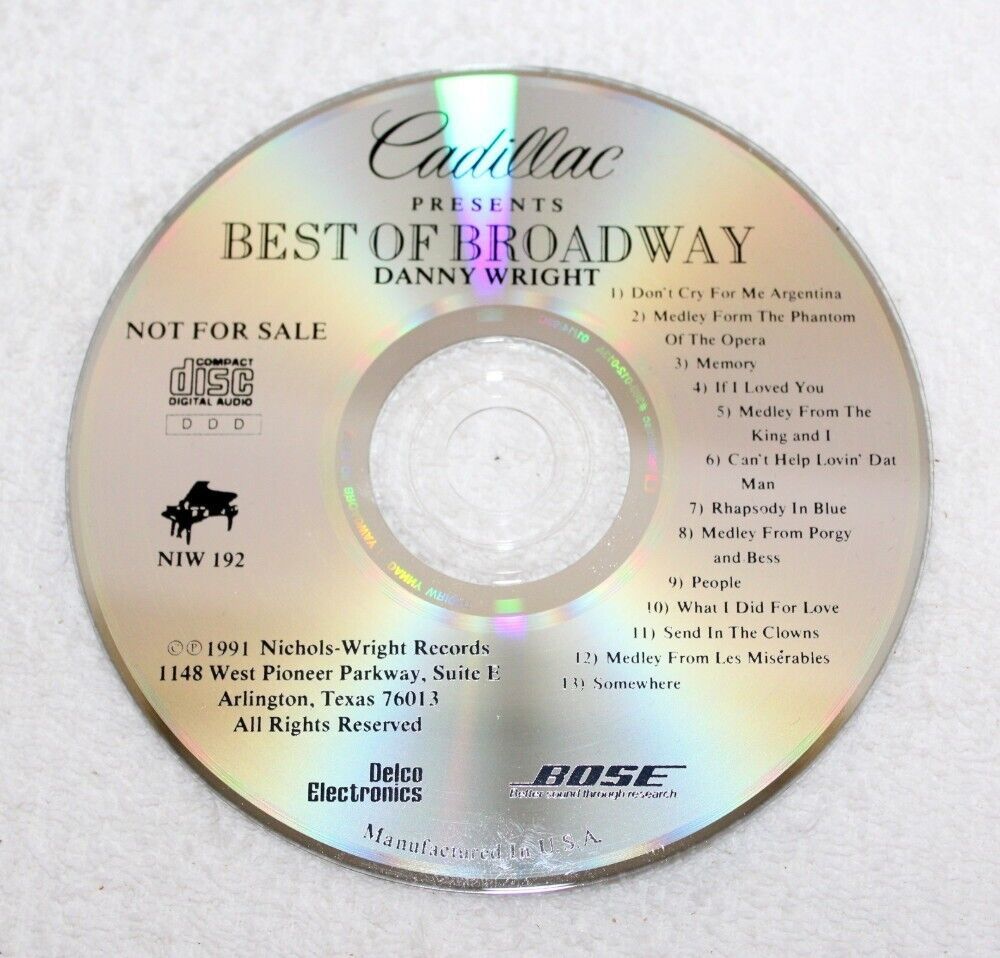 Cadillac
PRESENTS
BEST OF BROADWAY
DANNY WRIGHT
NOT FOR SALE
COMPACT
disc
DIGITAL AUDIO
D D D
NIW 192
1) Don't Cry For Me Argentina
2) Medley Form The Phantom
Of The Opera
3) Memory
4) If I Loved You
5) Medley From The
King and I
6) Can't Help Lovin' Dat
Man
7) Rhapsody In Blue
8) Medley From Porgy
and Bess
9) People
10) What I Did For Love
11) Send In The Clowns
12) Medley From Les Misérables
13) Somewhere
©℗1991 Nichols-Wright Records
1148 West Pioneer Parkway, Suite E
Arlington, Texas 76013
All Rights Reserved
Delco
Electronics
BOSE
Better sound through research
Manufactured In U.S.A.